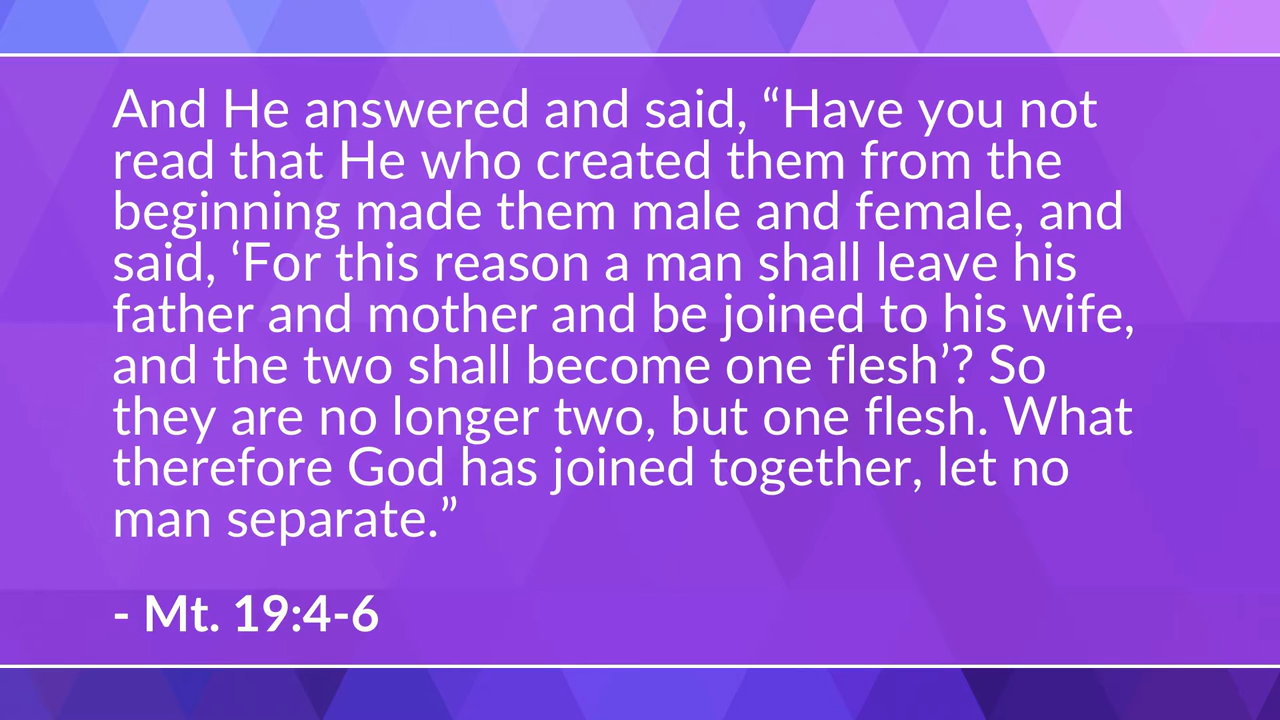 And He answered and said, “Have you not
read that He who created them from the
beginning made them male and female, and
said, ‘For this reason a man shall leave his
father and mother and be joined to his wife,
and the two shall become one flesh’? So
they are no longer two, but one flesh. What
therefore God has joined together, let no
man separate.”
- Mt. 19:4-6